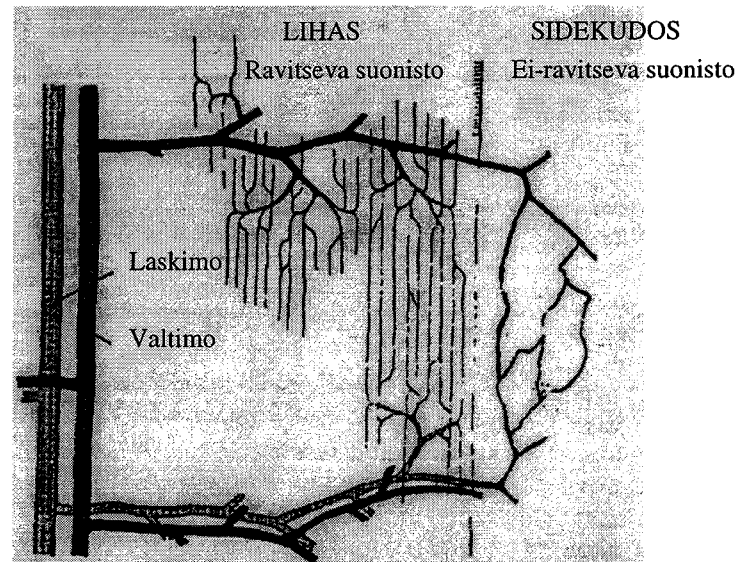 LIHAS
SIDEKUDOS
Ravitseva suonisto
Ei-ravitseva suonisto
Laskimo
Valtimo